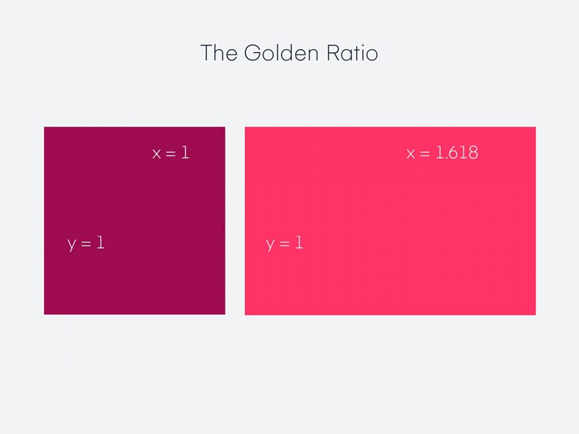 The Golden Ratio
x = 1
y = 1
x = 1.618
y = 1